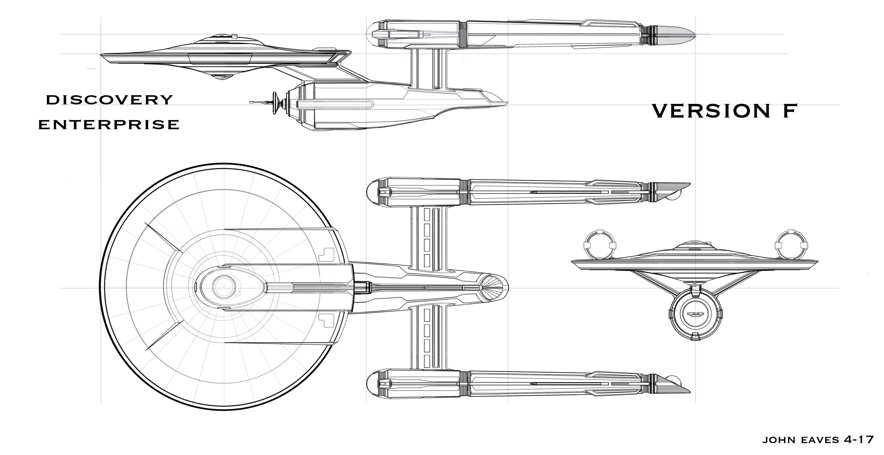 DISCOVERY
ENTERPRISE
VERSION F
JOHN EAVES 4-17